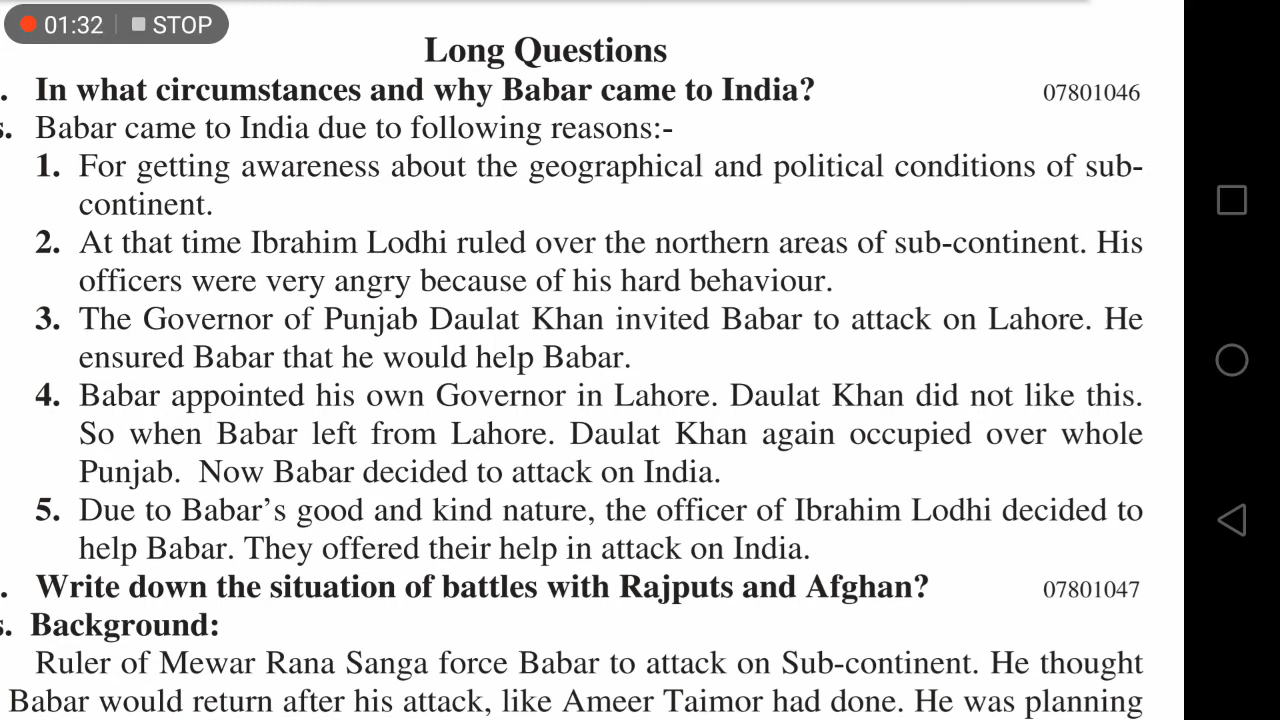 01:32 STOP
Long Questions
. In what circumstances and why Babar came to India? 07801046
s. Babar came to India due to following reasons:-
1. For getting awareness about the geographical and political conditions of sub-
continent.
2. At that time Ibrahim Lodhi ruled over the northern areas of sub-continent. His
officers were very angry because of his hard behaviour.
3. The Governor of Punjab Daulat Khan invited Babar to attack on Lahore. He
ensured Babar that he would help Babar.
4. Babar appointed his own Governor in Lahore. Daulat Khan did not like this.
So when Babar left from Lahore. Daulat Khan again occupied over whole
Punjab. Now Babar decided to attack on India.
5. Due to Babar's good and kind nature, the officer of Ibrahim Lodhi decided to
help Babar. They offered their help in attack on India.
. Write down the situation of battles with Rajputs and Afghan? 07801047
s. Background:
Ruler of Mewar Rana Sanga force Babar to attack on Sub-continent. He thought
Babar would return after his attack, like Ameer Taimor had done. He was planning